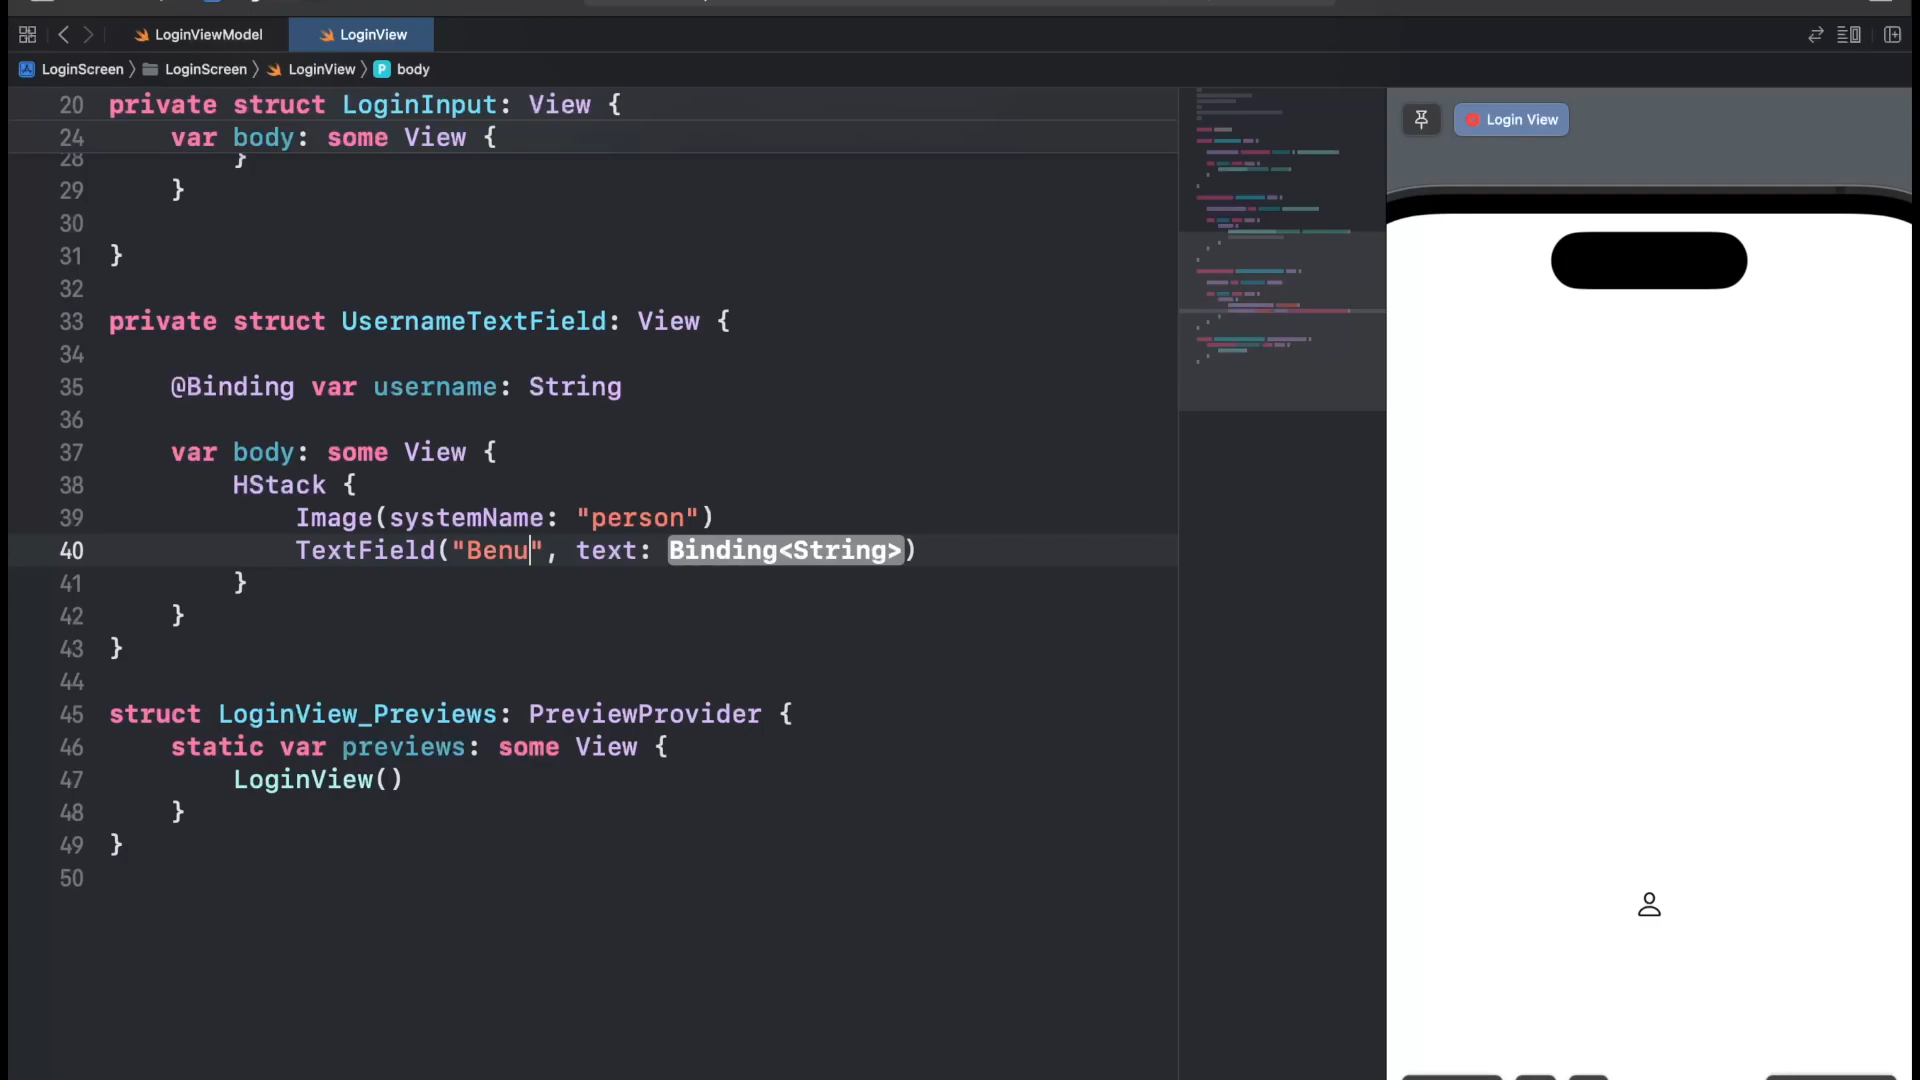 LoginViewModel
LoginView
LoginScreen
LoginScreen
LoginView
P
body
20 private struct LoginInput: View {
24 var body: some View {
28 }
29 }
30
31 }
32
33 private struct UsernameTextField: View {
34
35 @Binding var username: String
36
37 var body: some View {
38 HStack {
39 Image(systemName: "person")
40 TextField("Benu", text: Binding<String>)
41 }
42 }
43 }
44
45 struct LoginView_Previews: PreviewProvider {
46 static var previews: some View {
47 LoginView()
48 }
49 }
50
Login View